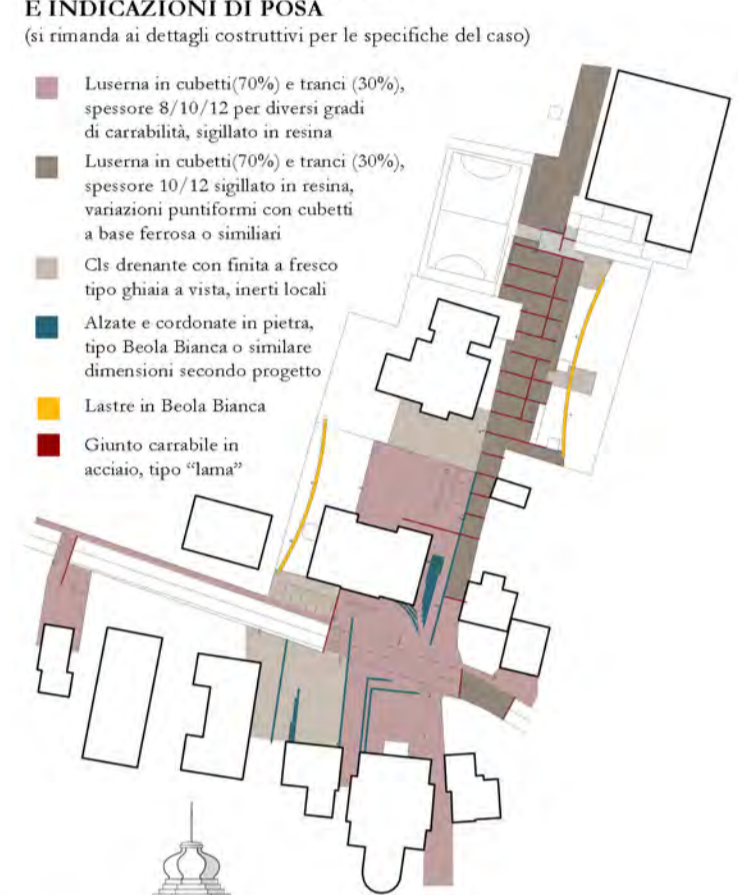 E INDICAZIONI DI POSA
(si rimanda ai dettagli costruttivi per le specifiche del caso)
Luserna in cubetti(70%) e tranci (30%),
spessore 8/10/12 per diversi gradi
di carrabilità, sigillato in resina
Luserna in cubetti(70%) e tranci (30%),
spessore 10/12 sigillato in resina,
variazioni puntiformi con cubetti
a base ferrosa o similiari
Cls drenante con finita a fresco
tipo ghiaia a vista, inerti locali
Alzate e cordonate in pietra,
tipo Beola Bianca o similare
dimensioni secondo progetto
Lastre in Beola Bianca
Giunto carrabile in
acciaio, tipo “lama”